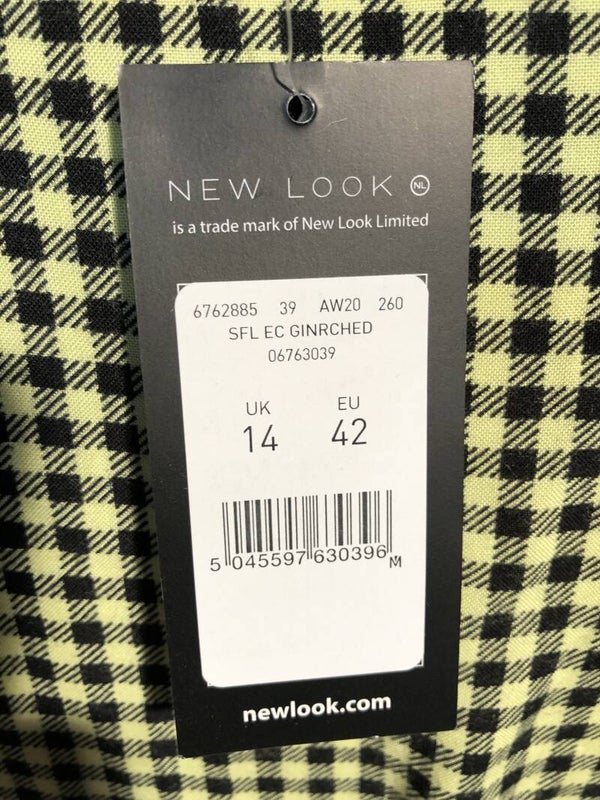 NEW LOOK NL
is a trade mark of New Look Limited
6762885 39 AW20 260
SFL EC GINRCHED
06763039
UK EU
14 42
5 045597 630396 M
newlook.com